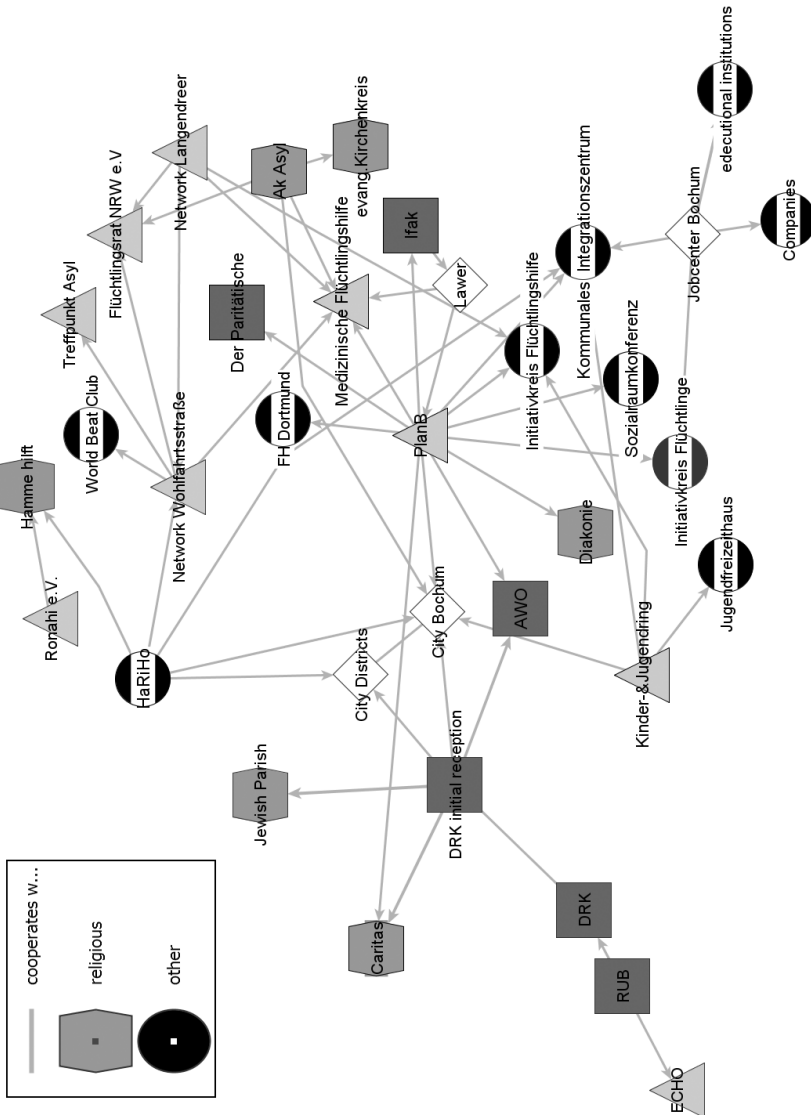 cooperates w...
religious
other
Hamme hilft
Ronahi e.V.
Treffpunkt Asyl
World Beat Club
Flüchtlingsrat NRW e.V
HaRiHo
Network Wohlfahrtsstraße
Network Langendreer
Der Paritätische
Jewish Parish
Ak Asyl
FH Dortmund
Medizinische Flüchtlingshilfe
City Districts
evang.Kirchenkreis
Caritas
Ifak
PlanB
City Bochum
DRK initial reception
Lawer
AWO
Initiativkreis Flüchtlingshilfe
DRK
Diakonie
Kommunales Integrationszentrum
RUB
Sozialraumkonferenz
Kinder-&Jugendring
ECHO
Initiativkreis Flüchtlinge
Jobcenter Bochum
Jugendfreizeithaus
edecutional institutions
Companies